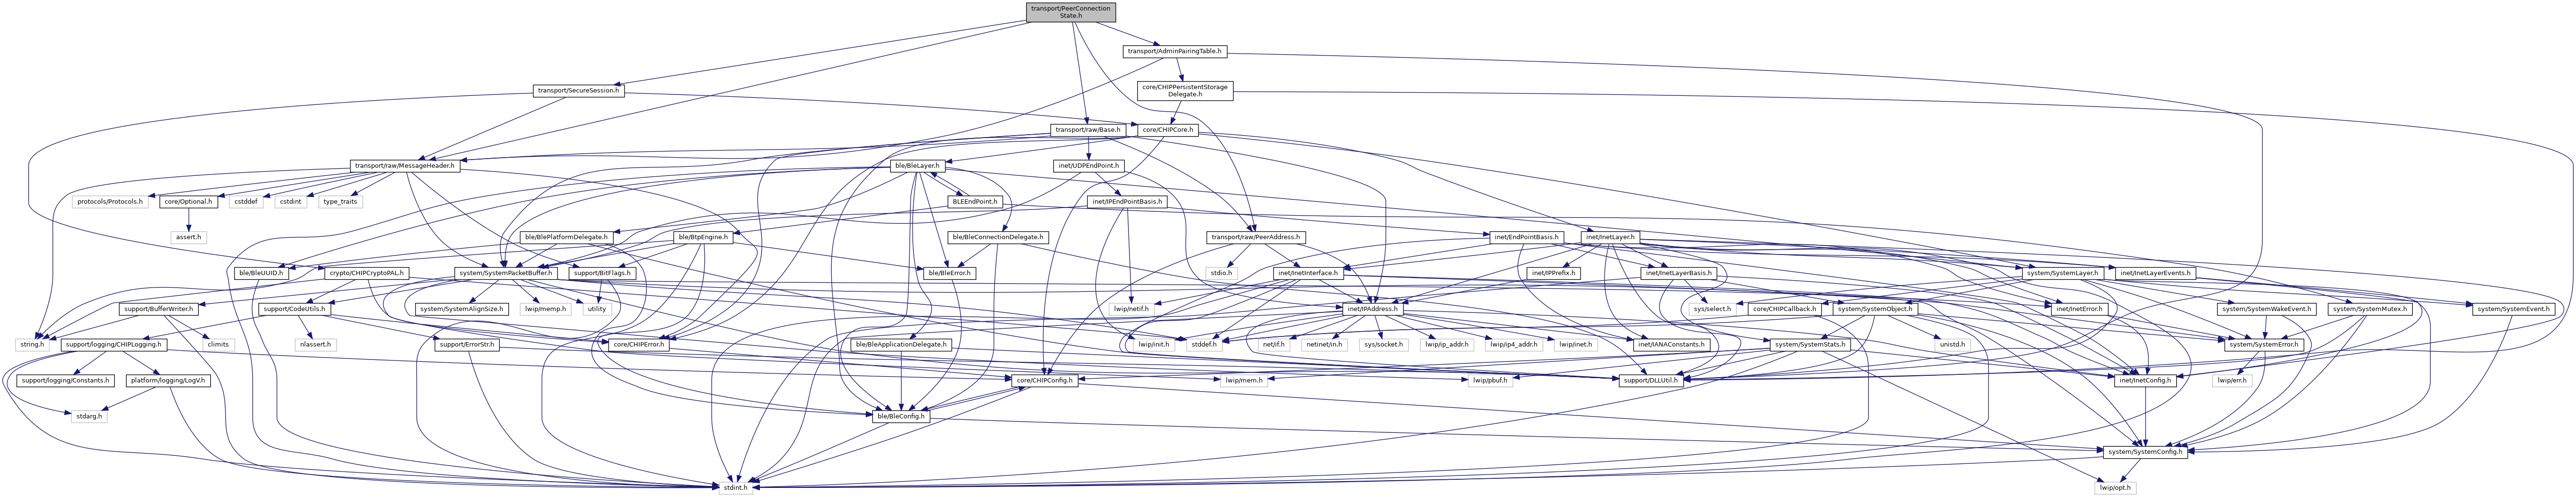 transport/PeerConnection
State.h
transport/AdminPairingTable.h
transport/SecureSession.h
core/CHIPPersistentStorage
Delegate.h
transport/raw/Base.h
core/CHIPCore.h
transport/raw/MessageHeader.h
ble/BleLayer.h
inet/UDPEndPoint.h
protocols/Protocols.h
core/Optional.h
cstddef
cstdint
type_traits
BLEEndPoint.h
inet/IPEndPointBasis.h
assert.h
ble/BlePlatformDelegate.h
ble/BtpEngine.h
ble/BleConnectionDelegate.h
transport/raw/PeerAddress.h
inet/EndPointBasis.h
inet/InetLayer.h
ble/BleUUID.h
crypto/CHIPCryptoPAL.h
system/SystemPacketBuffer.h
support/BitFlags.h
ble/BleError.h
stdio.h
inet/InetInterface.h
inet/IPPrefix.h
inet/InetLayerBasis.h
system/SystemLayer.h
inet/InetLayerEvents.h
support/BufferWriter.h
support/CodeUtils.h
system/SystemAlignSize.h
lwip/memp.h
utility
lwip/netif.h
inet/IPAddress.h
sys/select.h
core/CHIPCallback.h
system/SystemObject.h
inet/InetError.h
system/SystemWakeEvent.h
system/SystemMutex.h
system/SystemEvent.h
string.h
support/logging/CHIPLogging.h
climits
nlassert.h
support/ErrorStr.h
core/CHIPError.h
ble/BleApplicationDelegate.h
lwip/init.h
stddef.h
net/if.h
netinet/in.h
sys/socket.h
lwip/ip_addr.h
lwip/ip4_addr.h
lwip/inet.h
inet/IANAConstants.h
system/SystemStats.h
unistd.h
system/SystemError.h
support/logging/Constants.h
platform/logging/LogV.h
core/CHIPConfig.h
lwip/mem.h
lwip/pbuf.h
support/DLLUtil.h
inet/InetConfig.h
lwip/err.h
stdarg.h
ble/BleConfig.h
system/SystemConfig.h
stdint.h
lwip/opt.h